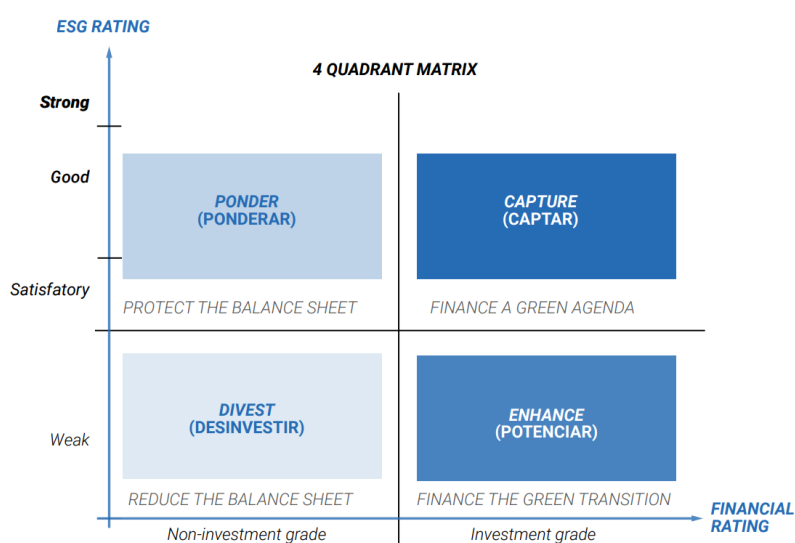 ESG RATING
4 QUADRANT MATRIX
Strong
Good
PONDER
(PONDERAR)
CAPTURE
(CAPTAR)
Satisfatory
PROTECT THE BALANCE SHEET
FINANCE A GREEN AGENDA
DIVEST
(DESINVESTIR)
ENHANCE
(POTENCIAR)
Weak
REDUCE THE BALANCE SHEET
FINANCE THE GREEN TRANSITION
FINANCIAL
RATING
Non-investment grade
Investment grade